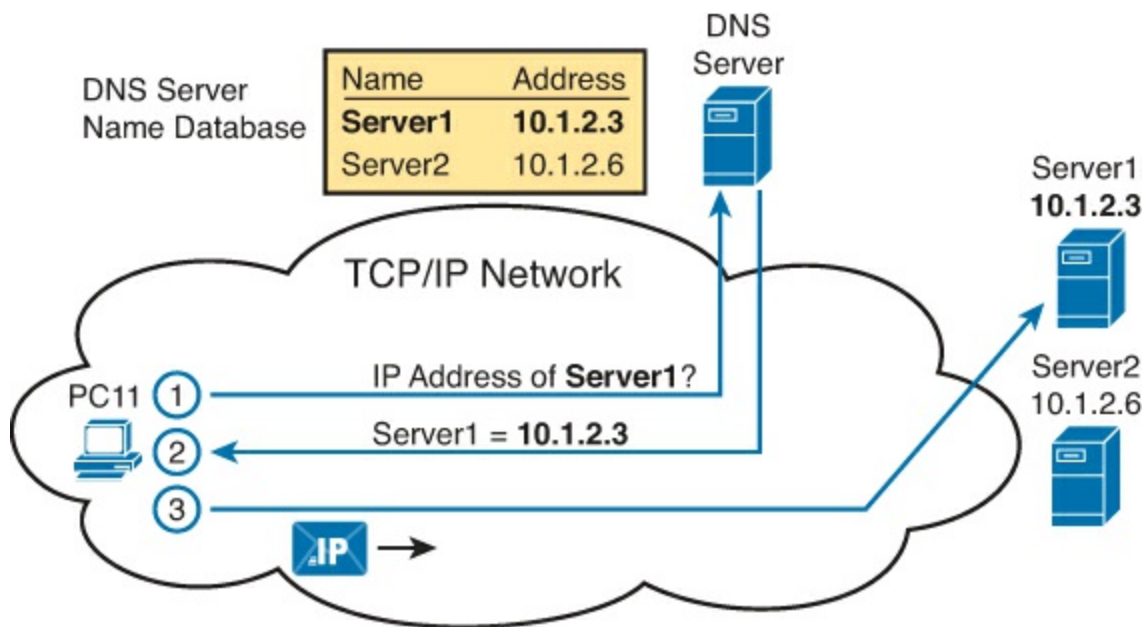 DNS
Server
DNS Server
Name Database
Name Address
Server1 10.1.2.3
Server2 10.1.2.6
Server1
10.1.2.3
TCP/IP Network
Server2
10.1.2.6
PC11
1
IP Address of Server1?
2
Server1 = 10.1.2.3
3
.IP